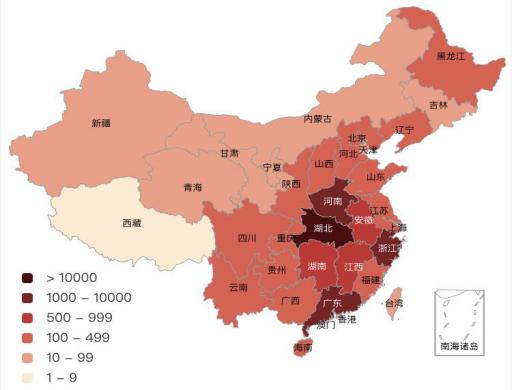 黑龙江
吉林
新疆
内蒙古
辽宁
北京
甘肃
河北
天津
宁夏
山西
山东
陕西
青海
河南
江苏
安徽
西藏
湖北
上海
四川
重庆
浙江
湖南
江西
贵州
福建
云南
广西
广东
台湾
香港
澳门
海南
南海诸岛
> 10000
1000 - 10000
500 - 999
100 - 499
10 - 99
1 - 9